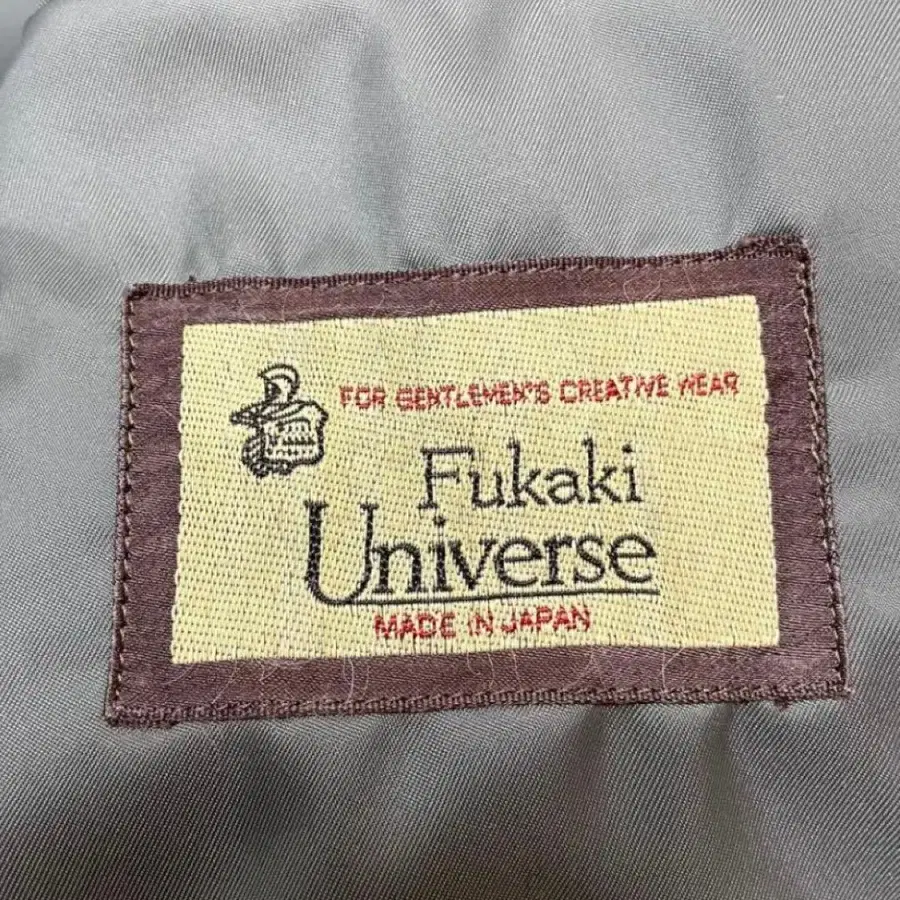 FOR GENTLEMEN'S CREATIVE WEAR
Fukaki
Universe
MADE IN JAPAN